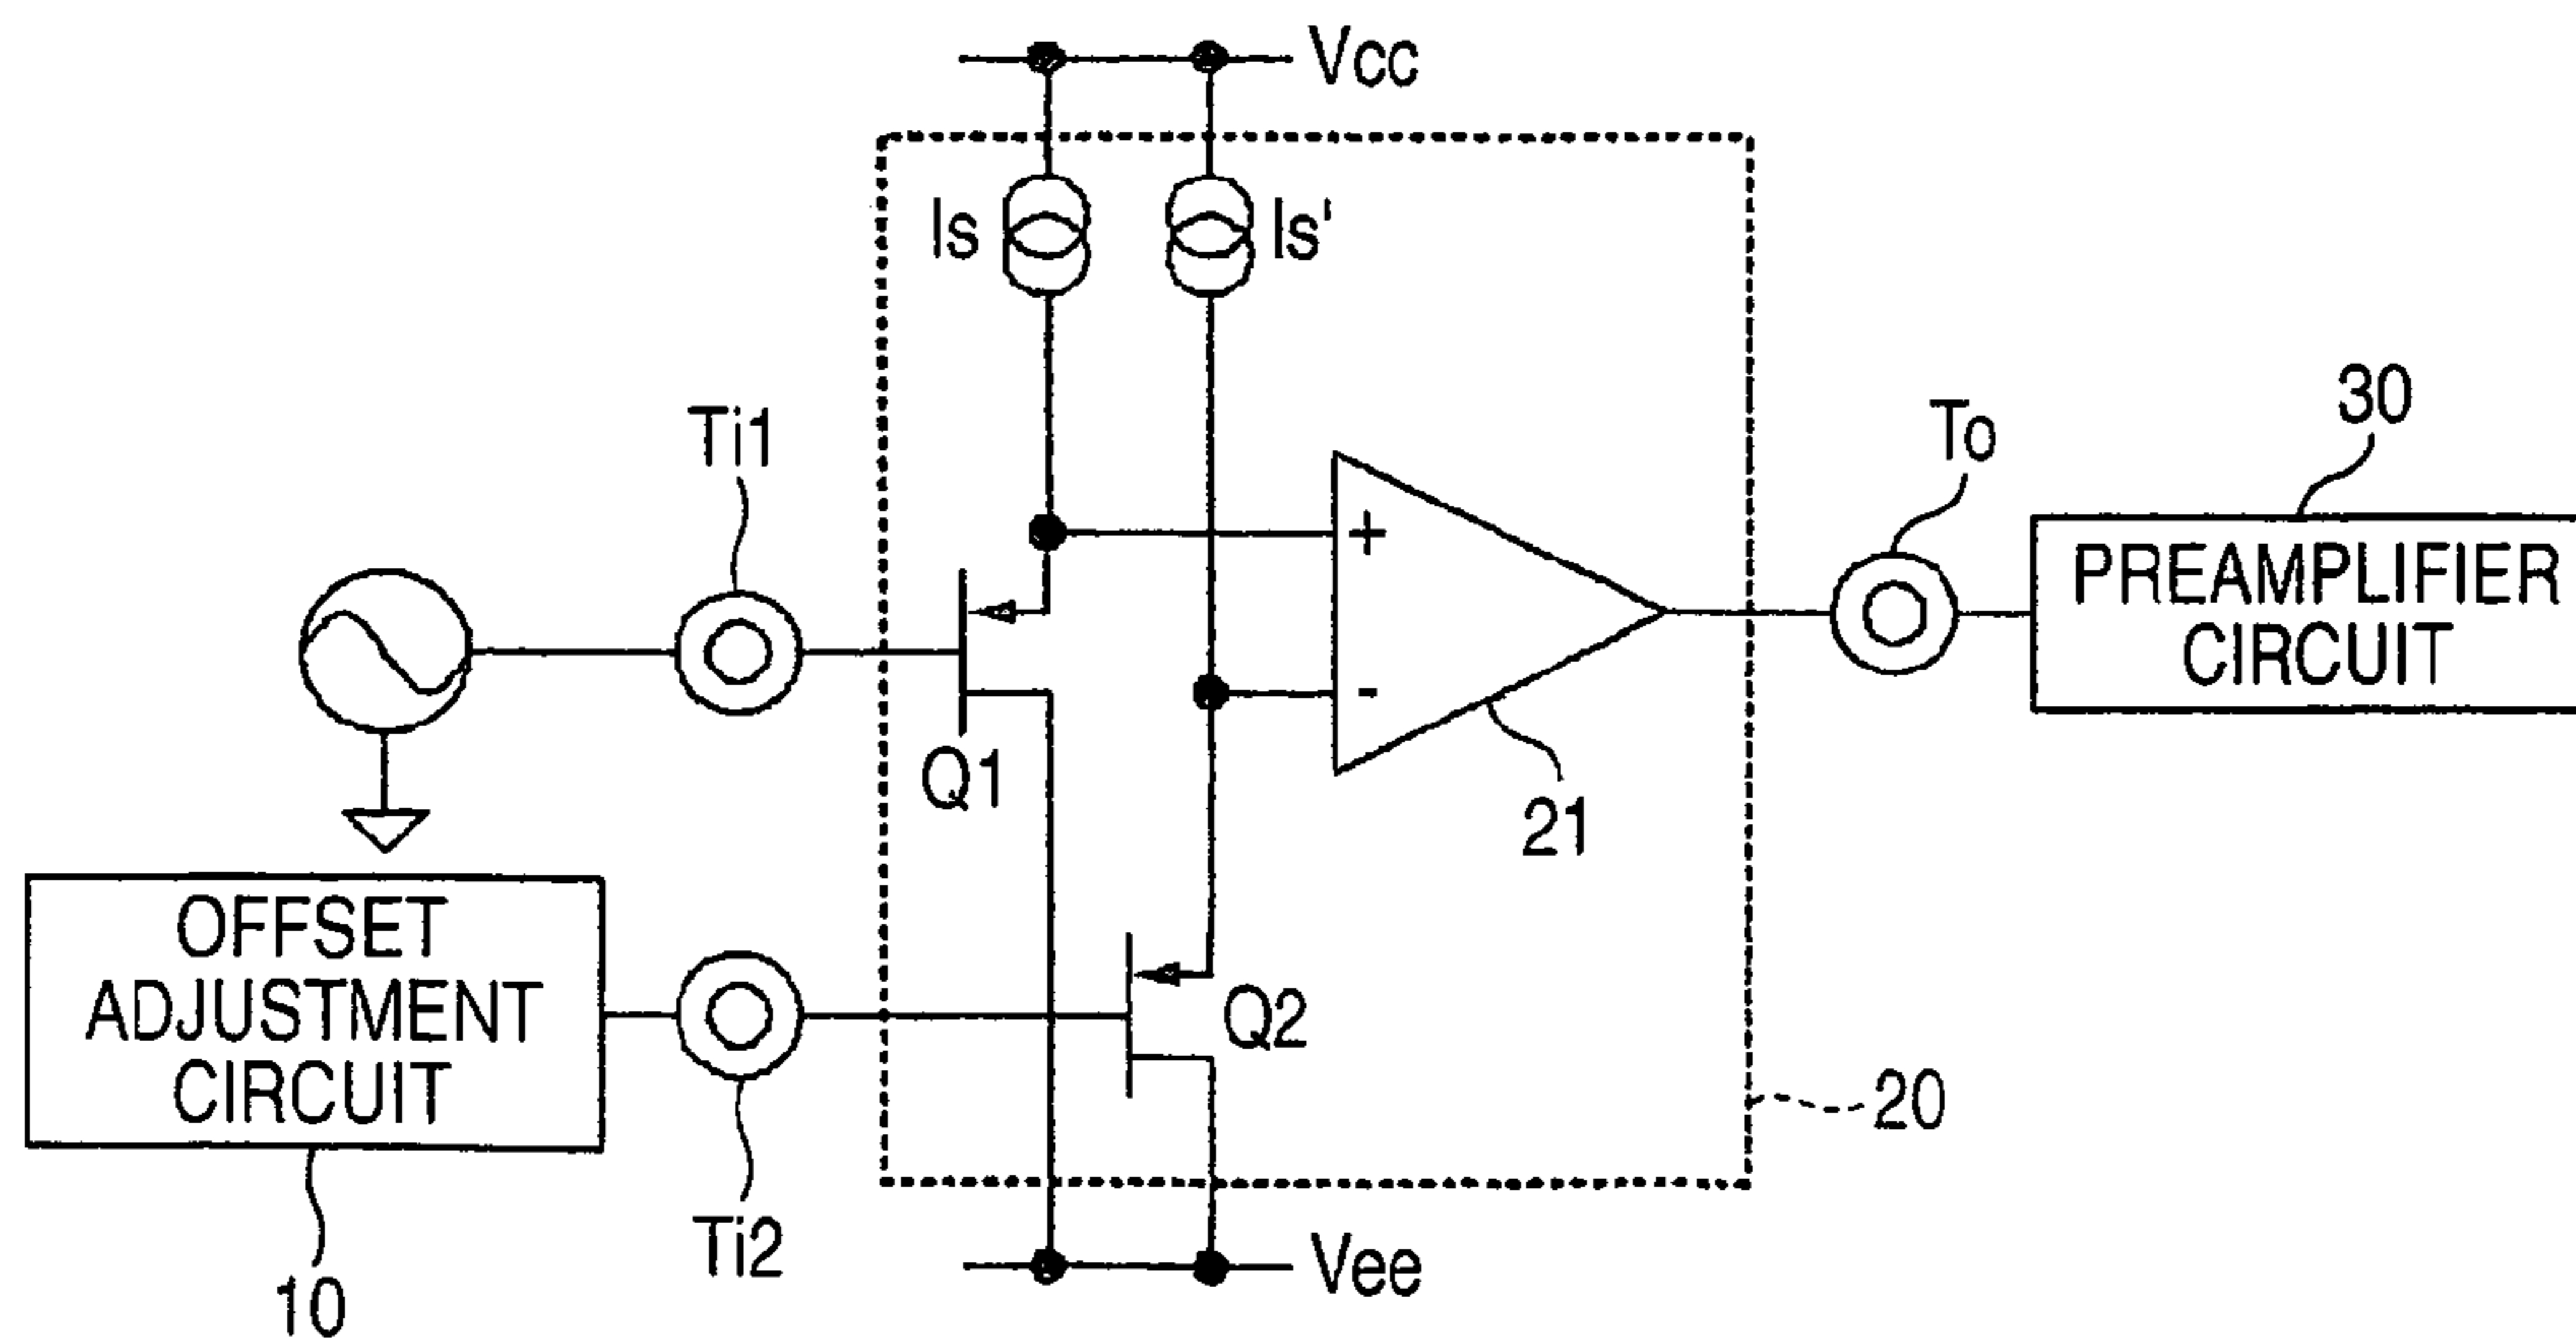 Vcc
Is
Is'
Ti1
To
30
+
PREAMPLIFIER
CIRCUIT
-
Q1
21
OFFSET
ADJUSTMENT
CIRCUIT
Q2
20
Ti2
Vee
10